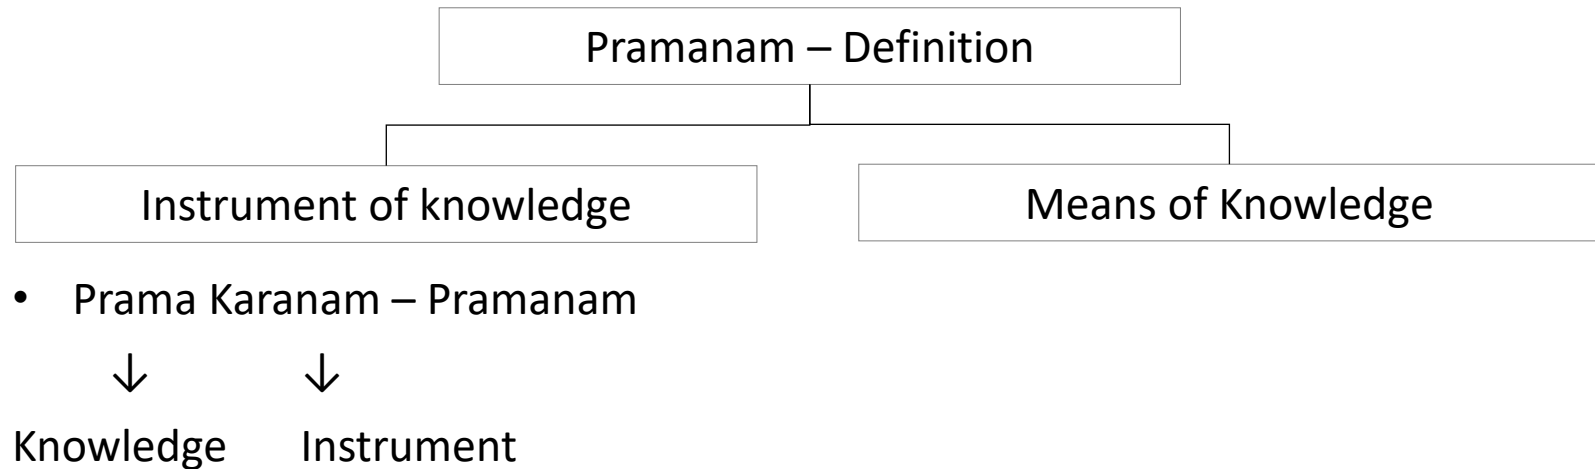 Pramanam – Definition
Instrument of knowledge
Means of Knowledge
• Prama Karanam – Pramanam
↓ ↓
Knowledge Instrument